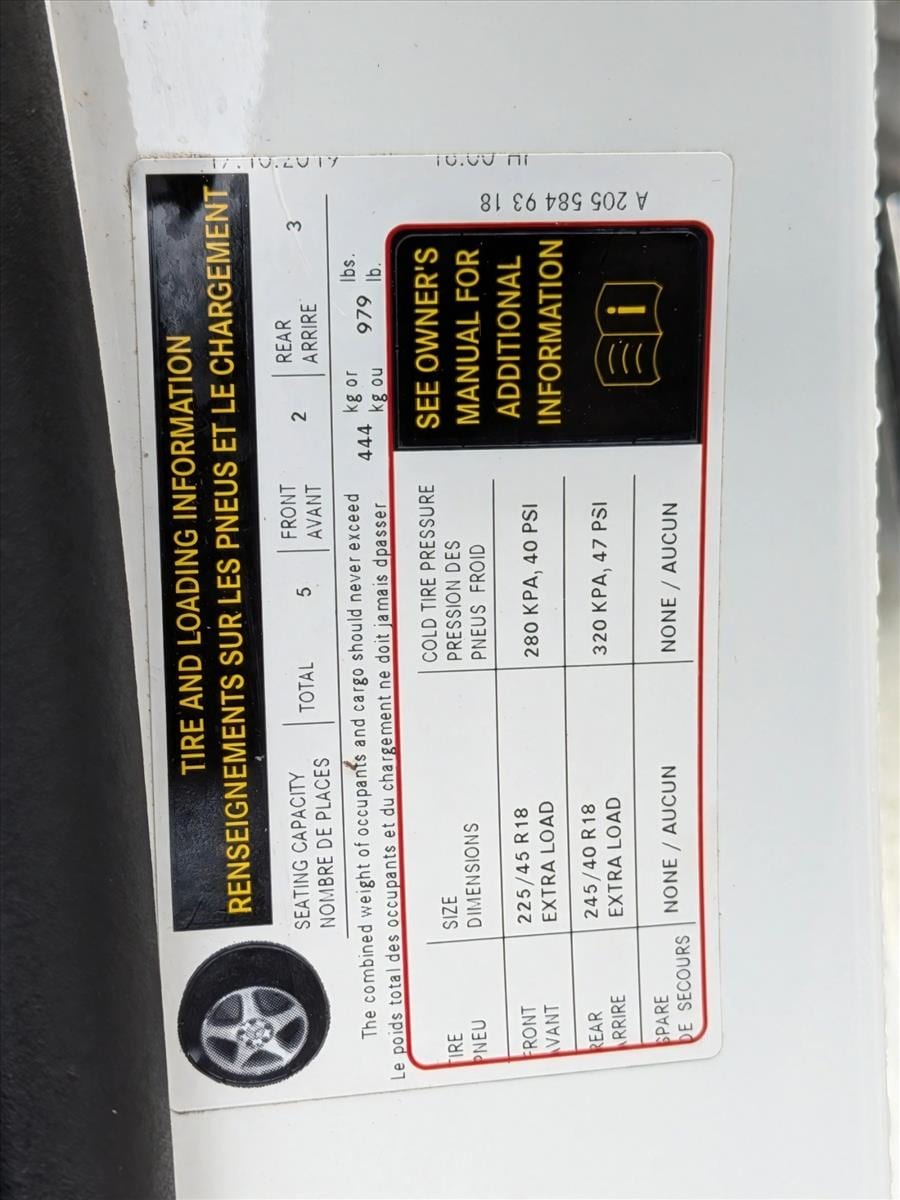 TIRE AND LOADING INFORMATION
RENSEIGNEMENTS SUR LES PNEUS ET LE CHARGEMENT
SEATING CAPACITY
NOMBRE DE PLACES
TOTAL 5
FRONT
AVANT
2
REAR
ARRIRE
3
The combined weight of occupants and cargo should never exceed 444 kg or 979 lbs.
Le poids total des occupants et du chargement ne doit jamais dpasser kg ou lb.
TIRE
PNEU
SIZE
DIMENSIONS
COLD TIRE PRESSURE
PRESSION DES
PNEUS FROID
FRONT
AVANT
225/45 R18
EXTRA LOAD
280 KPA, 40 PSI
REAR
ARRIRE
245/40 R18
EXTRA LOAD
320 KPA, 47 PSI
SPARE
DE SECOURS
NONE / AUCUN
NONE / AUCUN
SEE OWNER'S
MANUAL FOR
ADDITIONAL
INFORMATION
i
A 205 584 93 18